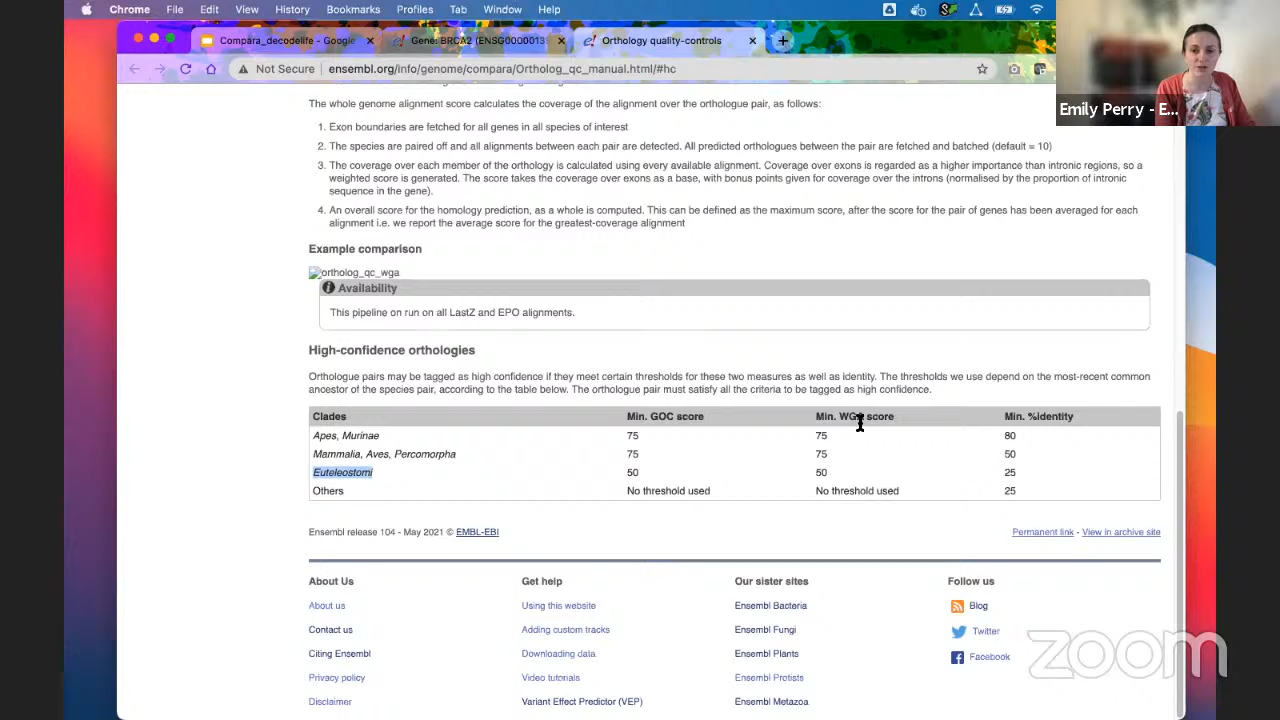 Chrome File Edit View History Bookmarks Profiles Tab Window Help
Compara_decodelife - Google
Gene: BRCA2 (ENSG0000013
Orthology quality-controls
Not Secure ensembl.org/info/genome/compara/Ortholog_qc_manual.html/#hc
Emily Perry - E...
The whole genome alignment score calculates the coverage of the alignment over the orthologue pair, as follows:
1. Exon boundaries are fetched for all genes in all species of interest
2. The species are paired off and all alignments between each pair are detected. All predicted orthologues between the pair are fetched and batched (default = 10)
3. The coverage over each member of the orthology is calculated using every available alignment. Coverage over exons is regarded as a higher importance than intronic regions, so a
weighted score is generated. The score takes the coverage over exons as a base, with bonus points given for coverage over the introns (normalised by the proportion of intronic
sequence in the gene).
4. An overall score for the homology prediction, as a whole is computed. This can be defined as the maximum score, after the score for the pair of genes has been averaged for each
alignment i.e. we report the average score for the greatest-coverage alignment
Example comparison
ortholog_qc_wga
Availability
This pipeline on run on all LastZ and EPO alignments.
High-confidence orthologies
Orthologue pairs may be tagged as high confidence if they meet certain thresholds for these two measures as well as identity. The thresholds we use depend on the most-recent common
ancestor of the species pair, according to the table below. The orthologue pair must satisfy all the criteria to be tagged as high confidence.
Clades Min. GOC score Min. WGA score Min. %identity
Apes, Murinae 75 75 80
Mammalia, Aves, Percomorpha 75 75 50
Euteleostomi 50 50 25
Others No threshold used No threshold used 25
Ensembl release 104 - May 2021 © EMBL-EBI Permanent link - View in archive site
About Us Get help Our sister sites Follow us
About us Using this website Ensembl Bacteria Blog
Contact us Adding custom tracks Ensembl Fungi Twitter
Citing Ensembl Downloading data Ensembl Plants Facebook
Privacy policy Video tutorials Ensembl Protists
Disclaimer Variant Effect Predictor (VEP) Ensembl Metazoa
zoom